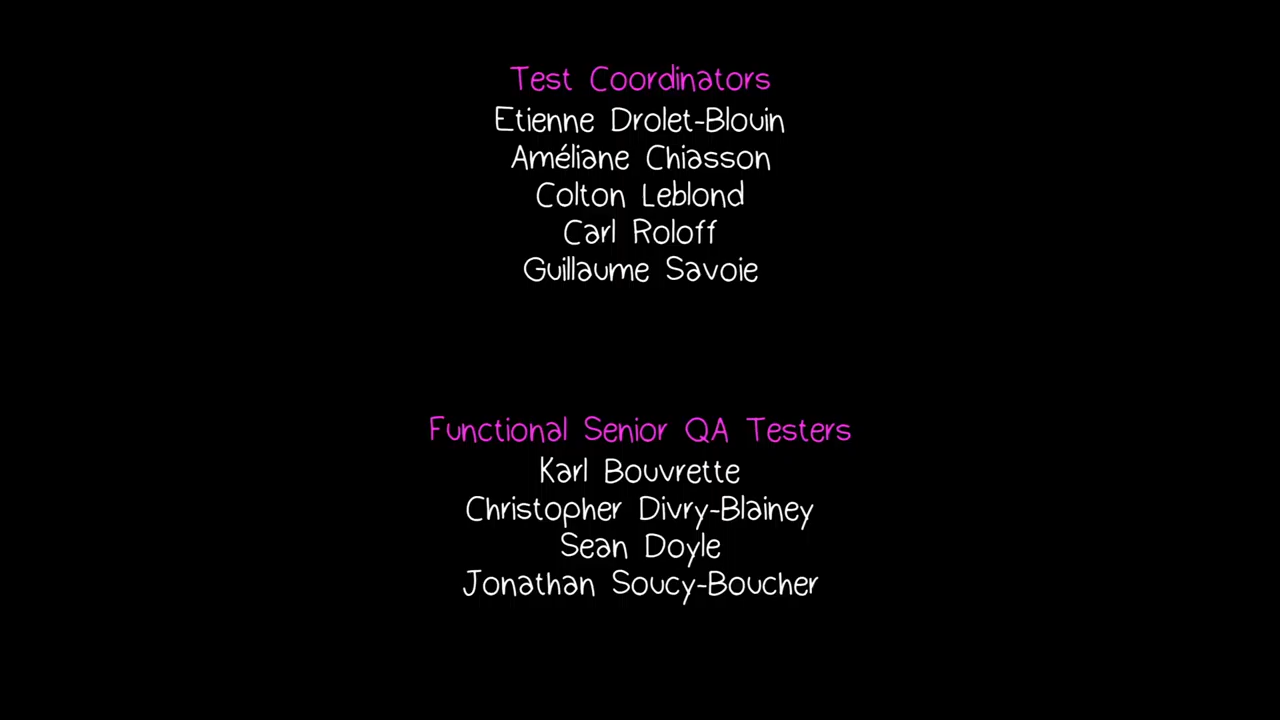 Test Coordinators
Etienne Drolet-Blouin
Améliane Chiasson
Colton Leblond
Carl Roloff
Guillaume Savoie
Functional Senior QA Testers
Karl Bouvrette
Christopher Divry-Blainey
Sean Doyle
Jonathan Soucy-Boucher